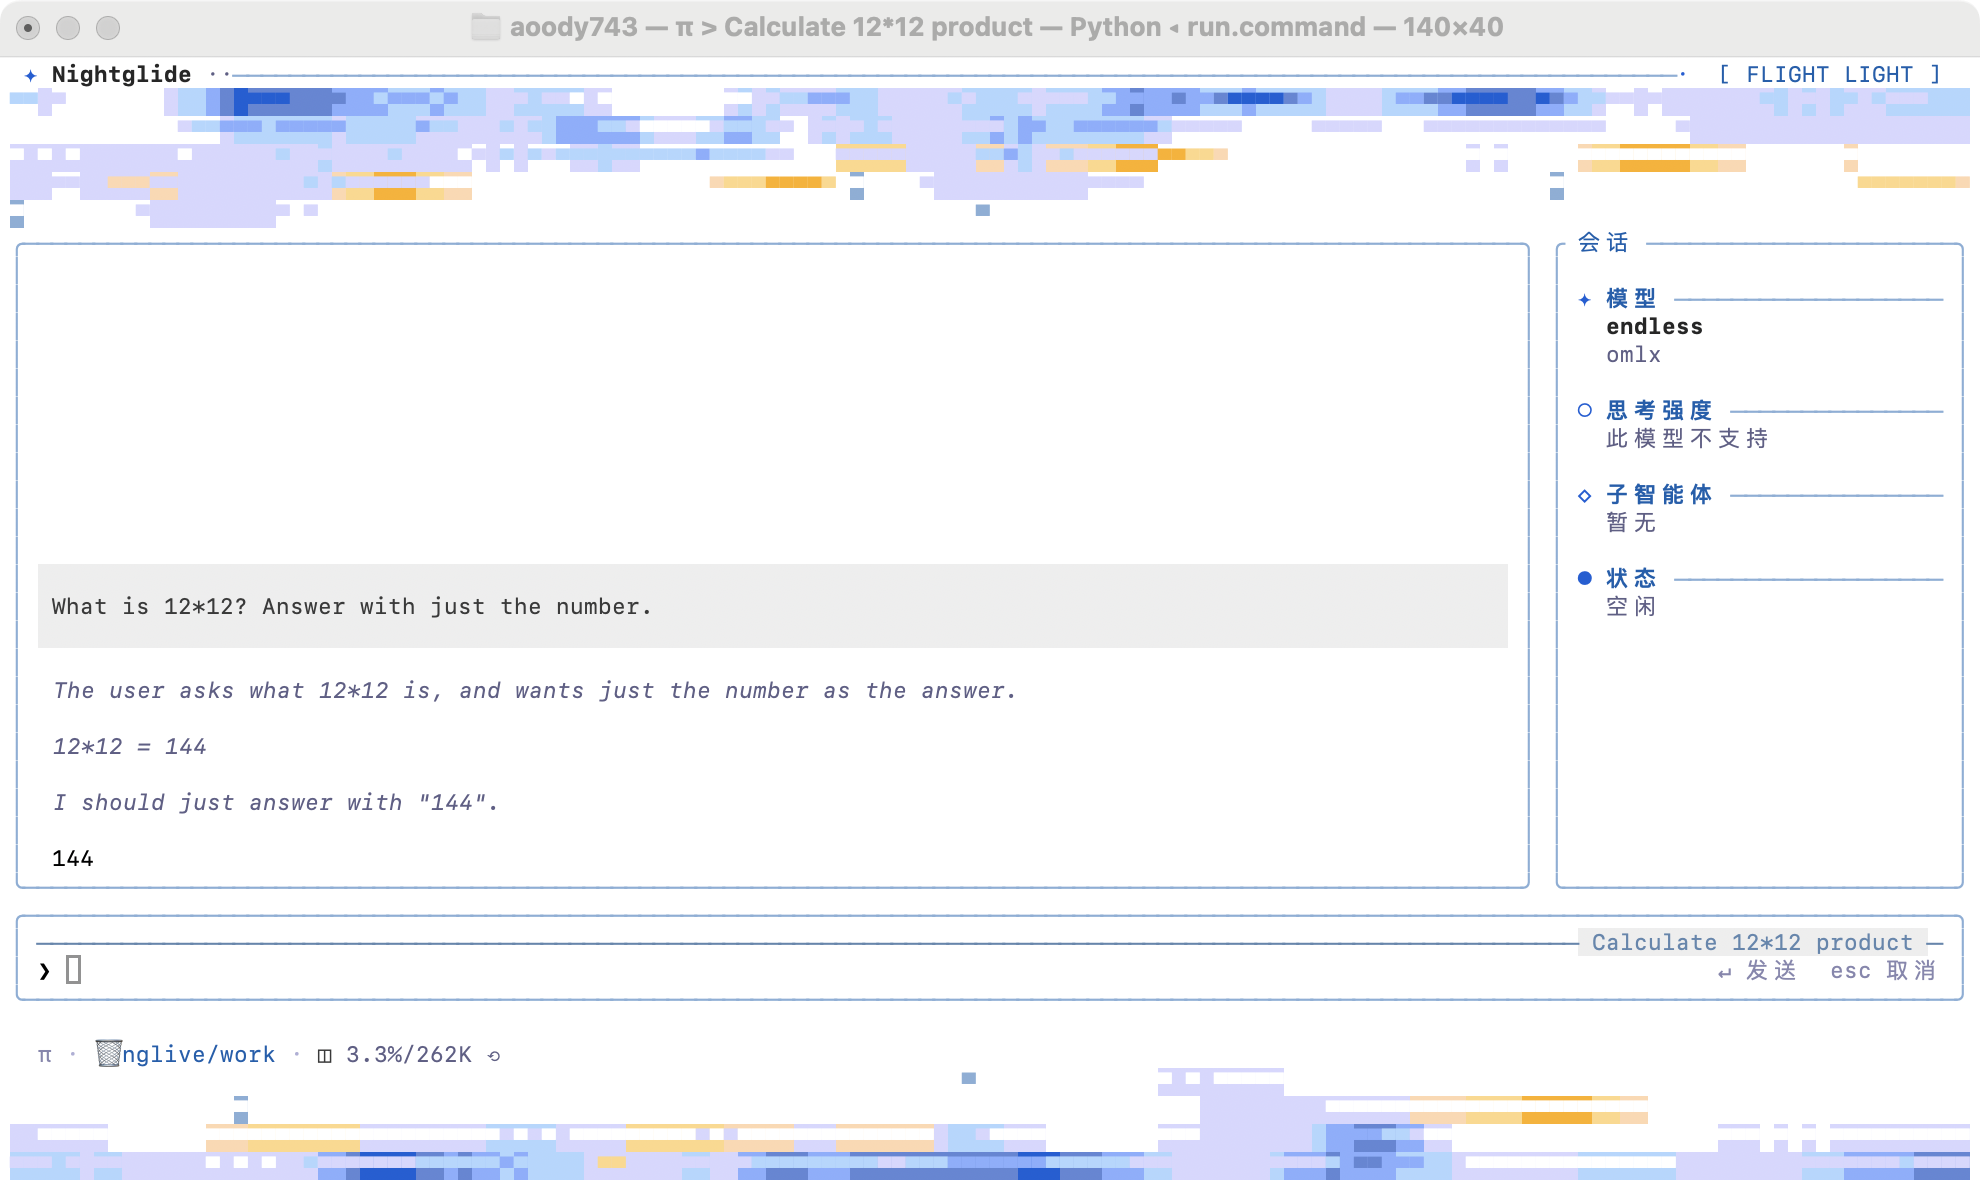 aoody743 — π > Calculate 12*12 product — Python ◂ run.command — 140×40
✦ Nightglide ··
[ FLIGHT LIGHT ]
What is 12*12? Answer with just the number.
The user asks what 12*12 is, and wants just the number as the answer.
12*12 = 144
I should just answer with "144".
144
会话
✦ 模型
endless
omlx
○ 思考强度
此模型不支持
◇ 子智能体
暂无
● 状态
空闲
Calculate 12*12 product
❯
↵ 发送 esc 取消
π · 🗑nglive/work · ◫ 3.3%/262K ⟲